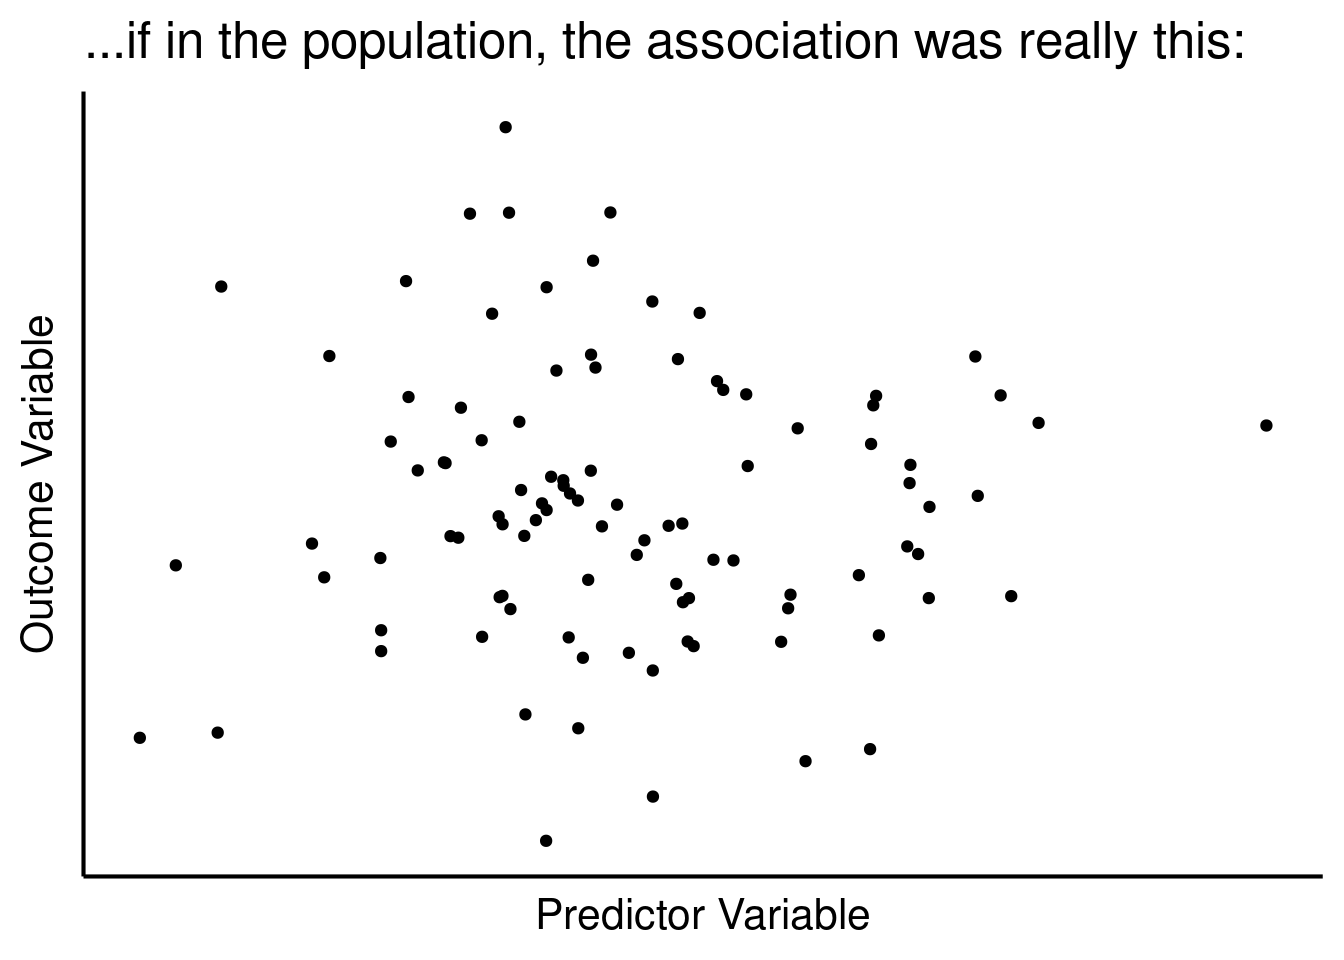 ...if in the population, the association was really this:
Outcome Variable
Predictor Variable